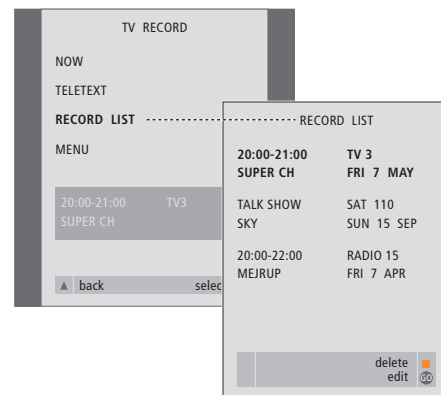 TV RECORD
NOW
TELETEXT
RECORD LIST
MENU
20:00-21:00 TV3
SUPER CH
back selec
RECORD LIST
20:00-21:00 TV 3
SUPER CH FRI 7 MAY
TALK SHOW SAT 110
SKY SUN 15 SEP
20:00-22:00 RADIO 15
MEJRUP FRI 7 APR
delete
edit GO